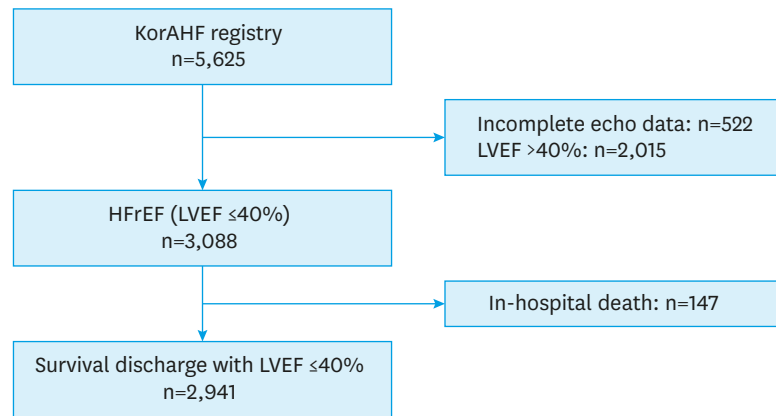 KorAHF registry
n=5,625
Incomplete echo data: n=522
LVEF >40%: n=2,015
HFrEF (LVEF ≤40%)
n=3,088
In-hospital death: n=147
Survival discharge with LVEF ≤40%
n=2,941